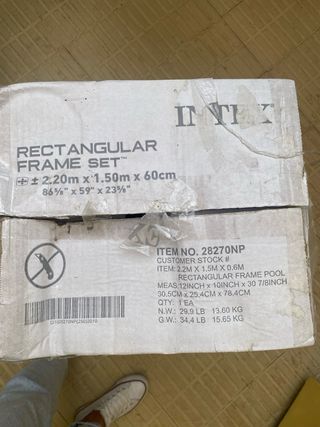 INTEX
RECTANGULAR
FRAME SET™
± 2.20m x 1.50m x 60cm
86⅝" x 59" x 23⅝"
ITEM NO. 28270NP
CUSTOMER STOCK #
ITEM: 2.2M X 1.5M X 0.6M
RECTANGULAR FRAME POOL
MEAS:12INCH X 10INCH X 30 7/8INCH
30.5CM X 25.4CM X 78.4CM
QTY: 1 EA
N.W.: 29.9 LB 13.60 KG
G.W.: 34.4 LB 15.65 KG